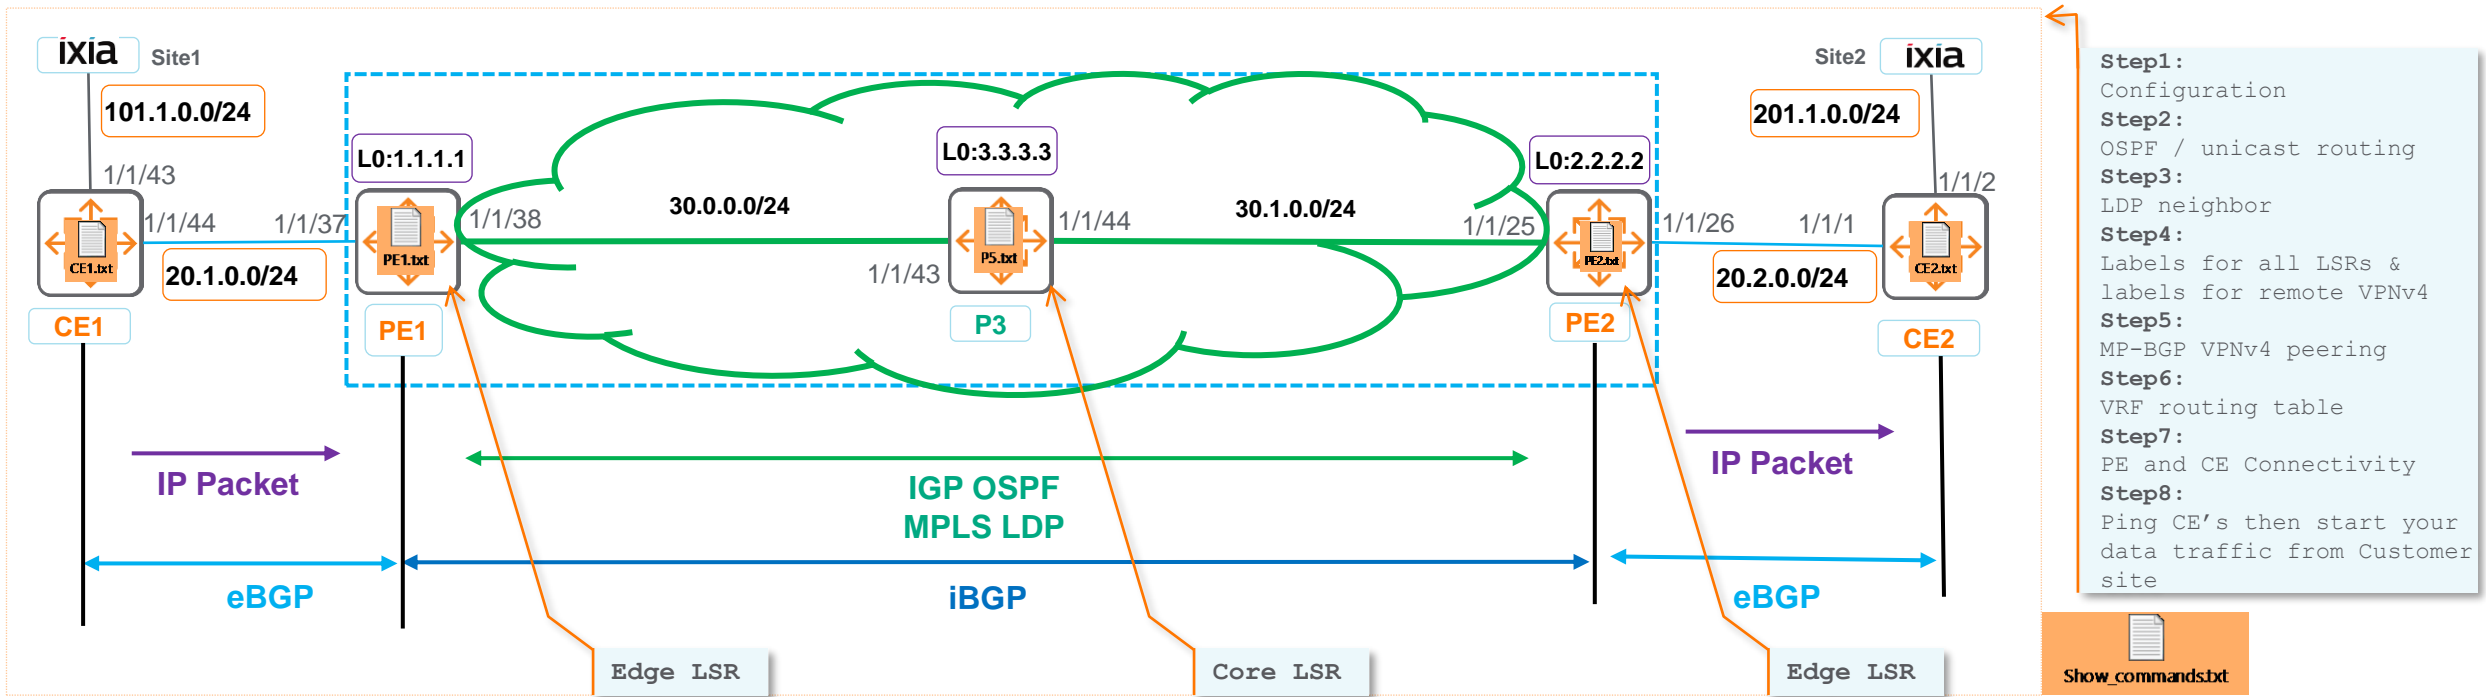 ixia
Site1
101.1.0.0/24
1/1/43
CE1.txt
1/1/44
1/1/37
20.1.0.0/24
CE1
L0:1.1.1.1
PE1.txt
1/1/38
PE1
30.0.0.0/24
L0:3.3.3.3
P5.txt
1/1/43
1/1/44
P3
30.1.0.0/24
L0:2.2.2.2
1/1/25
PE2.txt
1/1/26
PE2
Site2
ixia
201.1.0.0/24
1/1/2
1/1/1
CE2.txt
20.2.0.0/24
CE2
IP Packet
IGP OSPF
MPLS LDP
IP Packet
eBGP
iBGP
eBGP
Edge LSR
Core LSR
Edge LSR
Step1:
Configuration
Step2:
OSPF / unicast routing
Step3:
LDP neighbor
Step4:
Labels for all LSRs &
labels for remote VPNv4
Step5:
MP-BGP VPNv4 peering
Step6:
VRF routing table
Step7:
PE and CE Connectivity
Step8:
Ping CE’s then start your
data traffic from Customer
site
Show_commands.txt